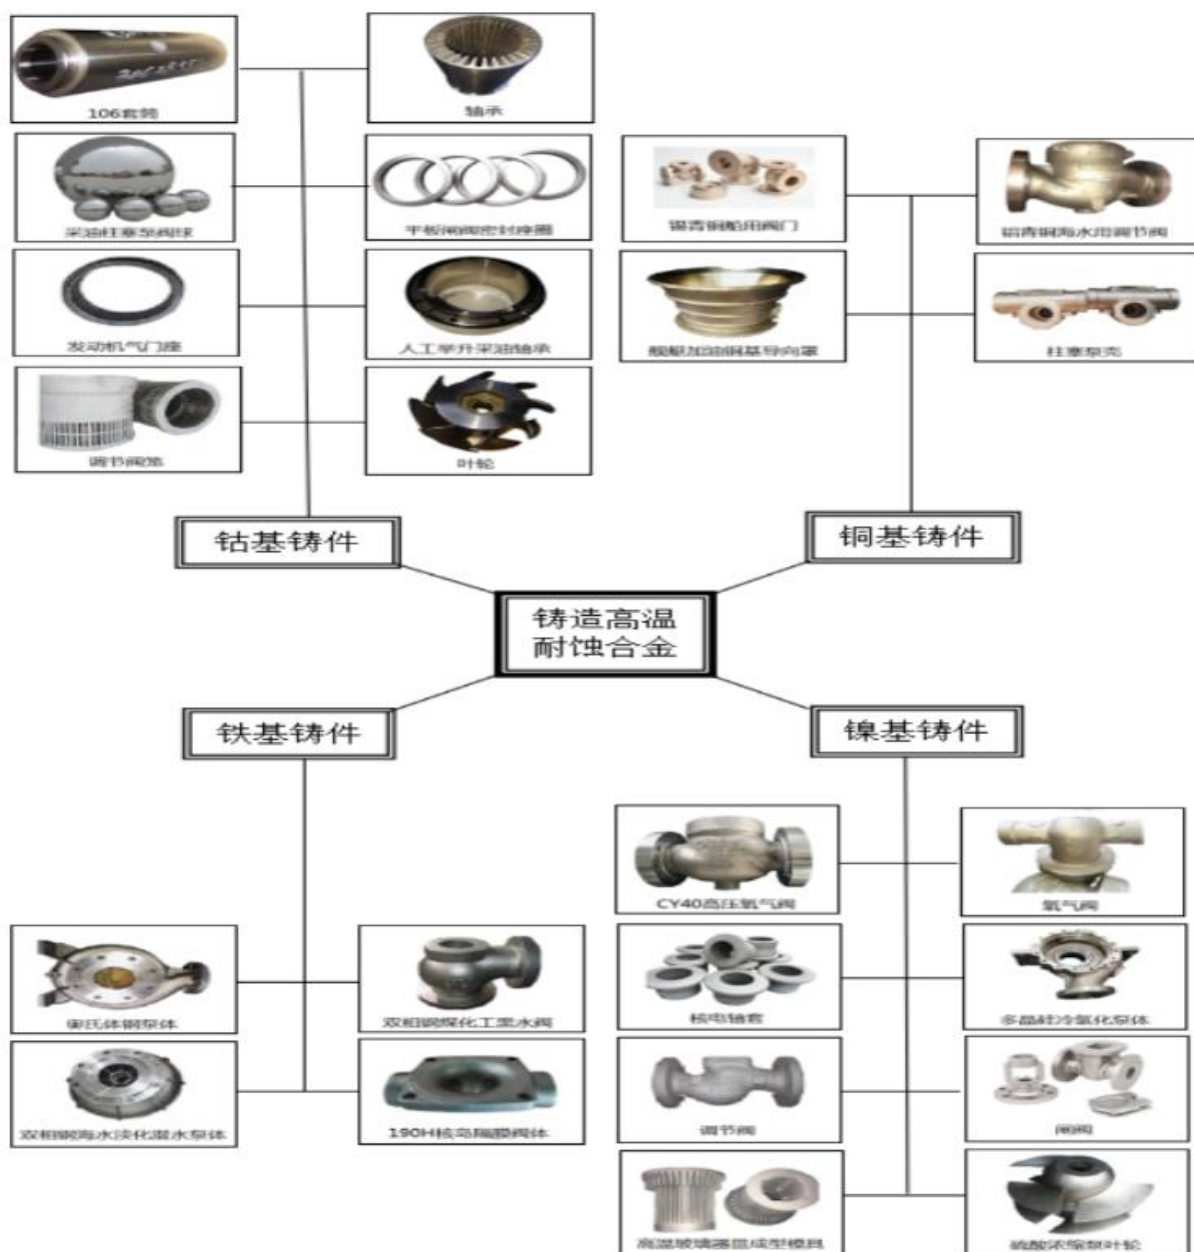 106套筒
轴承
采油柱塞泵阀球
平板闸阀密封座圈
锡青铜船用阀门
铝青铜海水用调节阀
发动机气门座
人工举升采油轴承
舰艇加油铜基导向罩
柱塞泵壳
调节阀笼
叶轮
钴基铸件
铜基铸件
铸造高温
耐蚀合金
铁基铸件
镍基铸件
CY40高压氧气阀
氧气阀
奥氏体钢泵体
双相钢煤化工黑水阀
核电轴套
多晶硅冷氢化泵体
双相钢海水淡化潜水泵体
190H核岛隔膜阀体
调节阀
闸阀
高温玻璃器皿成型模具
硫酸浓缩泵叶轮